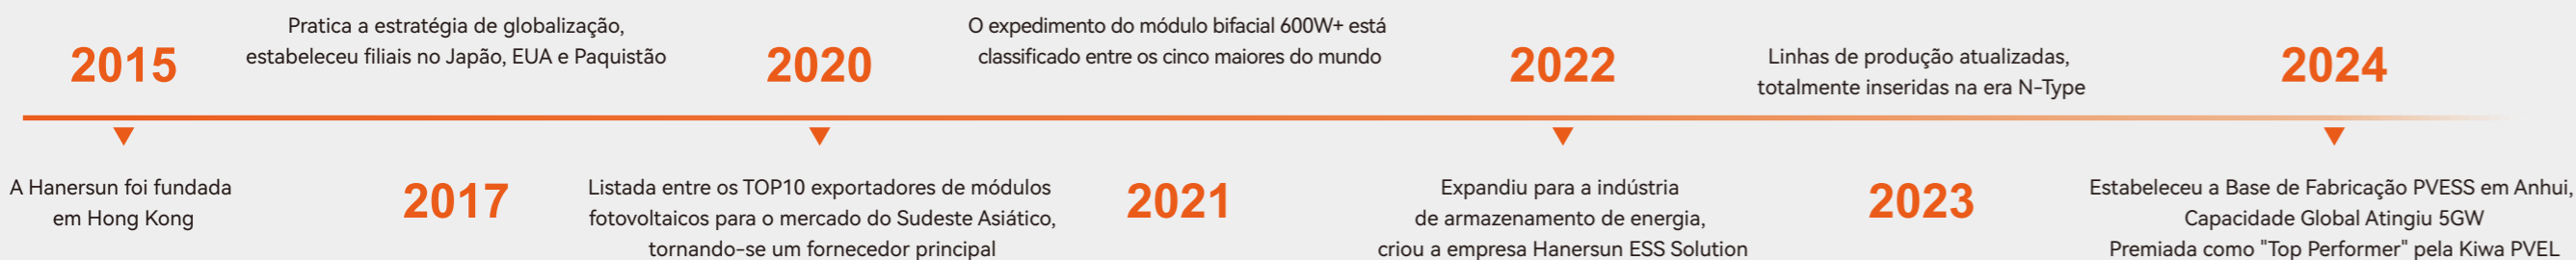 2015
A Hanersun foi fundada
em Hong Kong
Pratica a estratégia de globalização,
estabeleceu filiais no Japão, EUA e Paquistão
2017
2020
Listada entre os TOP10 exportadores de módulos
fotovoltaicos para o mercado do Sudeste Asiático,
tornando-se um fornecedor principal
O expedimento do módulo bifacial 600W+ está
classificado entre os cinco maiores do mundo
2021
2022
Expandiu para a indústria
de armazenamento de energia,
criou a empresa Hanersun ESS Solution
Linhas de produção atualizadas,
totalmente inseridas na era N-Type
2023
2024
Estabeleceu a Base de Fabricação PVESS em Anhui,
Capacidade Global Atingiu 5GW
Premiada como "Top Performer" pela Kiwa PVEL